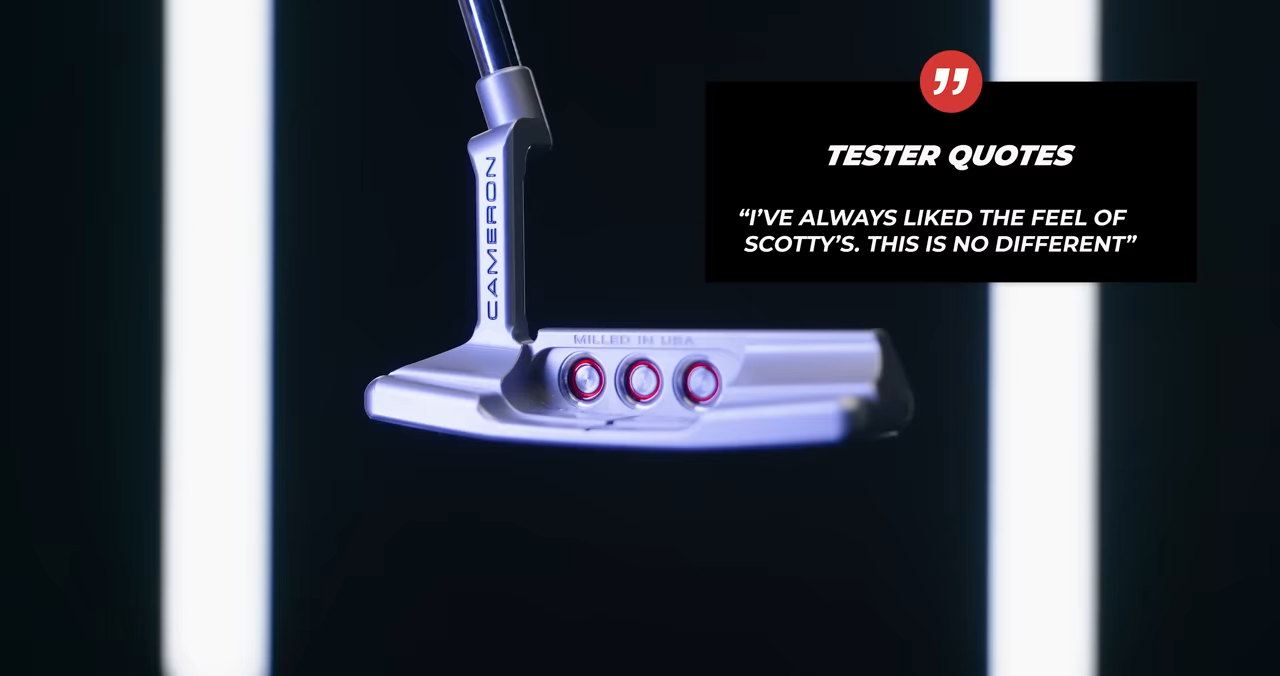 CAMERON
MILLED IN USA
TESTER QUOTES
“I’VE ALWAYS LIKED THE FEEL OF
SCOTTY’S. THIS IS NO DIFFERENT”